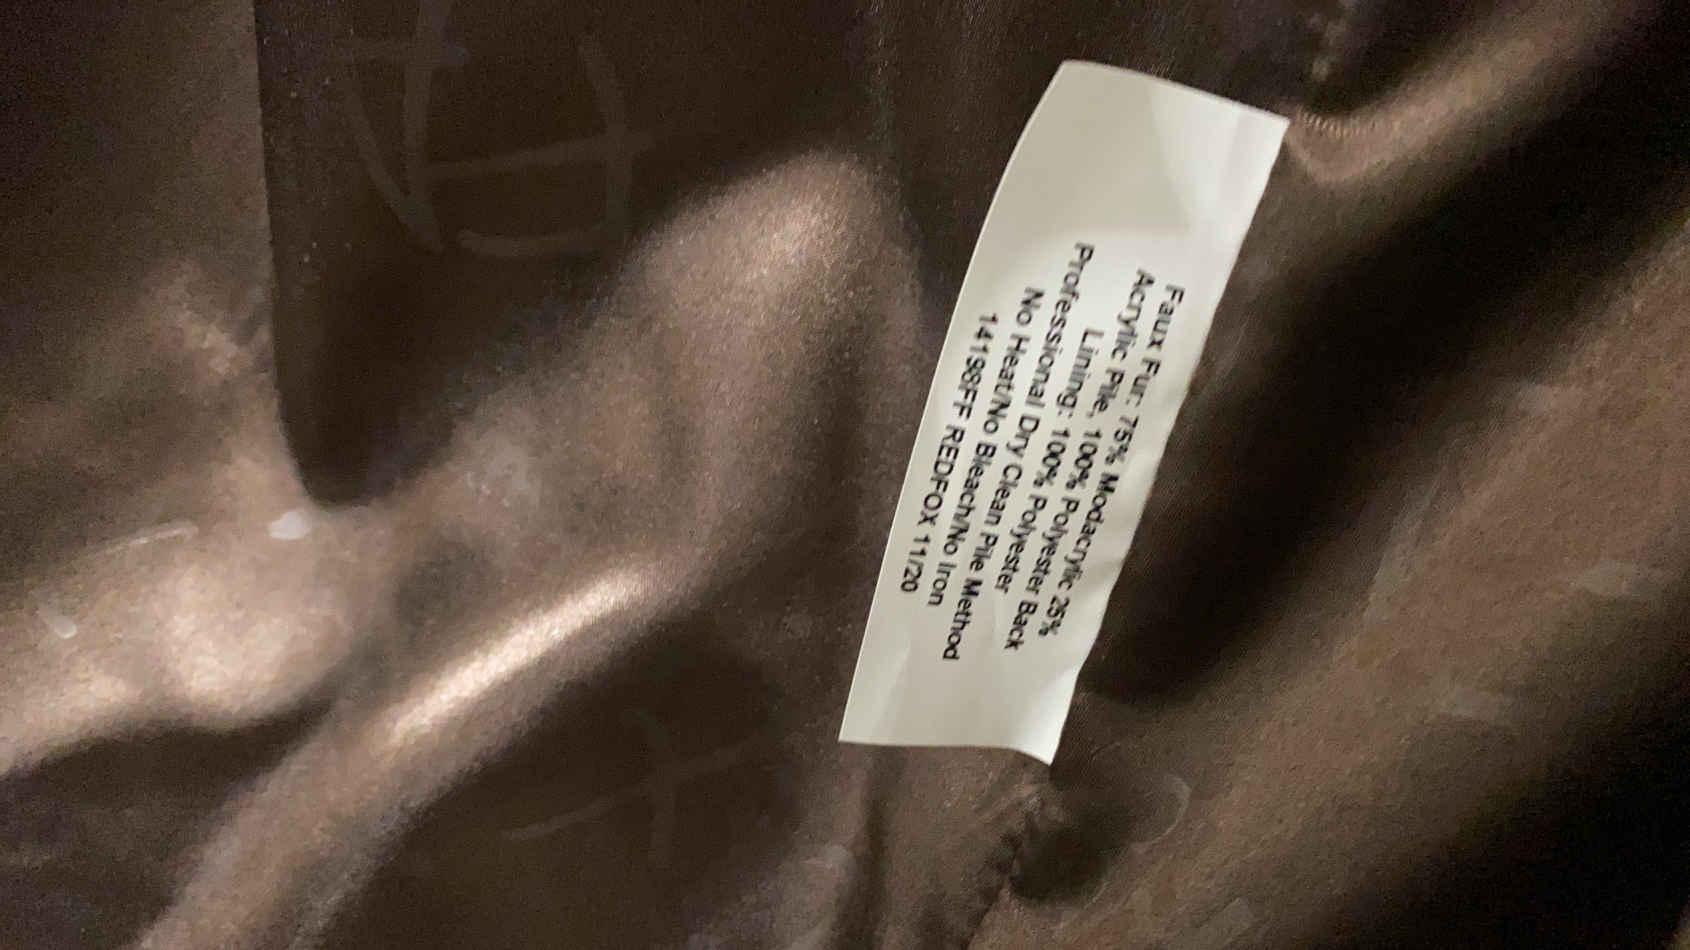 Faux Fur: 75% Modacrylic 25%
Acrylic Pile, 100% Polyester Back
Lining: 100% Polyester
Professional Dry Clean Pile Method
No Heat/No Bleach/No Iron
14198FF REDFOX 11/20